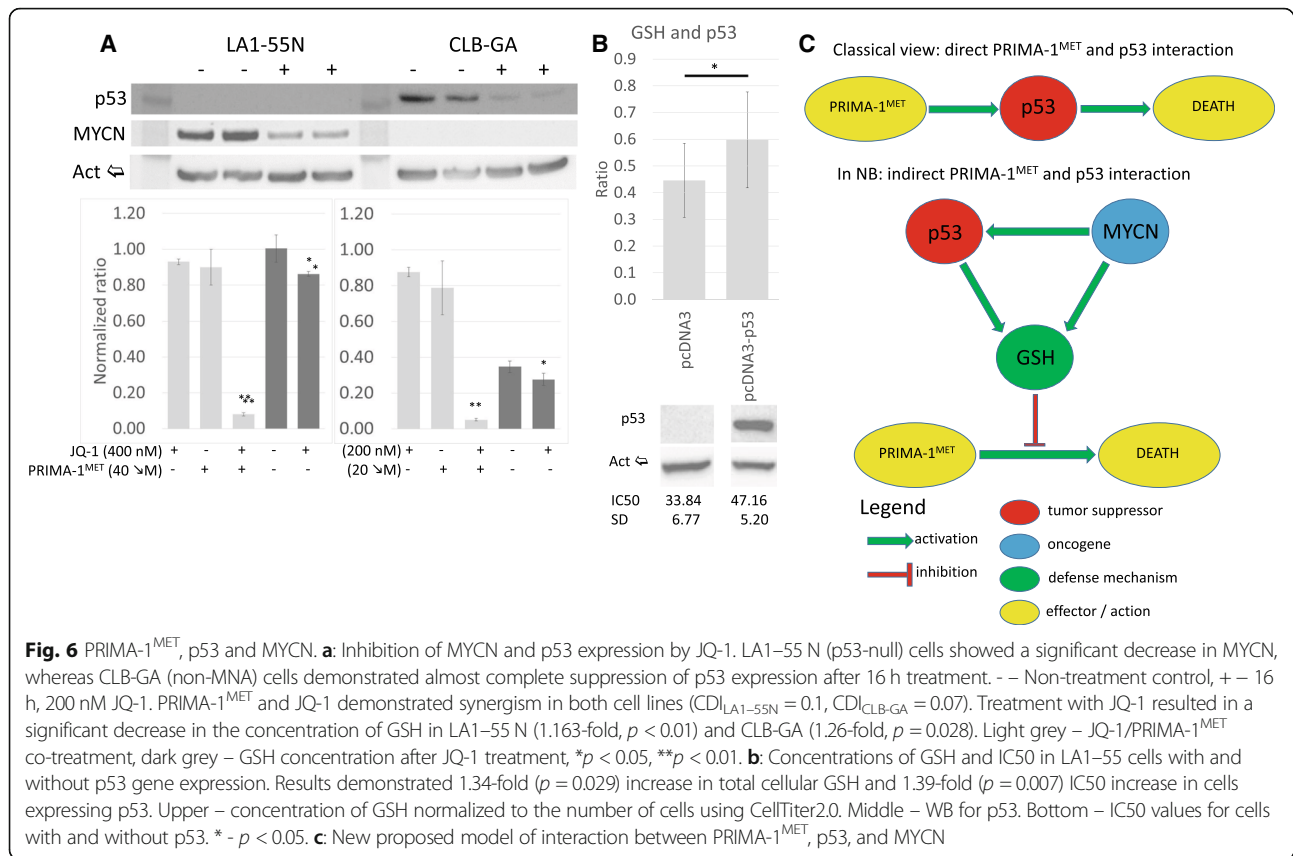 A
LA1-55N
CLB-GA
- - + +
- - + +
p53
MYCN
Act ⇦
Normalized ratio
1.20
1.00
0.80
0.60
0.40
0.20
0.00
1.20
1.00
0.80
0.60
0.40
0.20
0.00
**
**
*
*
**
*
JQ-1 (400 nM) + - + - +
PRIMA-1MET (40 ↘M) - + + - -
(200 nM) + - + - +
(20 ↘M) - + + - -
B
GSH and p53
Ratio
0.9
0.8
0.7
0.6
0.5
0.4
0.3
0.2
0.1
0.0
*
pcDNA3
pcDNA3-p53
p53
Act ⇦
IC50 33.84 47.16
SD 6.77 5.20
C
Classical view: direct PRIMA-1MET and p53 interaction
PRIMA-1MET
p53
DEATH
In NB: indirect PRIMA-1MET and p53 interaction
p53
MYCN
GSH
PRIMA-1MET
DEATH
Legend
activation
inhibition
tumor suppressor
oncogene
defense mechanism
effector / action
Fig. 6 PRIMA-1MET, p53 and MYCN. a: Inhibition of MYCN and p53 expression by JQ-1. LA1–55 N (p53-null) cells showed a significant decrease in MYCN,
whereas CLB-GA (non-MNA) cells demonstrated almost complete suppression of p53 expression after 16 h treatment. - – Non-treatment control, + – 16
h, 200 nM JQ-1. PRIMA-1MET and JQ-1 demonstrated synergism in both cell lines (CDILA1–55N = 0.1, CDICLB-GA = 0.07). Treatment with JQ-1 resulted in a
significant decrease in the concentration of GSH in LA1–55 N (1.163-fold, p < 0.01) and CLB-GA (1.26-fold, p = 0.028). Light grey – JQ-1/PRIMA-1MET
co-treatment, dark grey – GSH concentration after JQ-1 treatment, *p < 0.05, **p < 0.01. b: Concentrations of GSH and IC50 in LA1–55 cells with and
without p53 gene expression. Results demonstrated 1.34-fold (p = 0.029) increase in total cellular GSH and 1.39-fold (p = 0.007) IC50 increase in cells
expressing p53. Upper – concentration of GSH normalized to the number of cells using CellTiter2.0. Middle – WB for p53. Bottom – IC50 values for cells
with and without p53. * - p < 0.05. c: New proposed model of interaction between PRIMA-1MET, p53, and MYCN